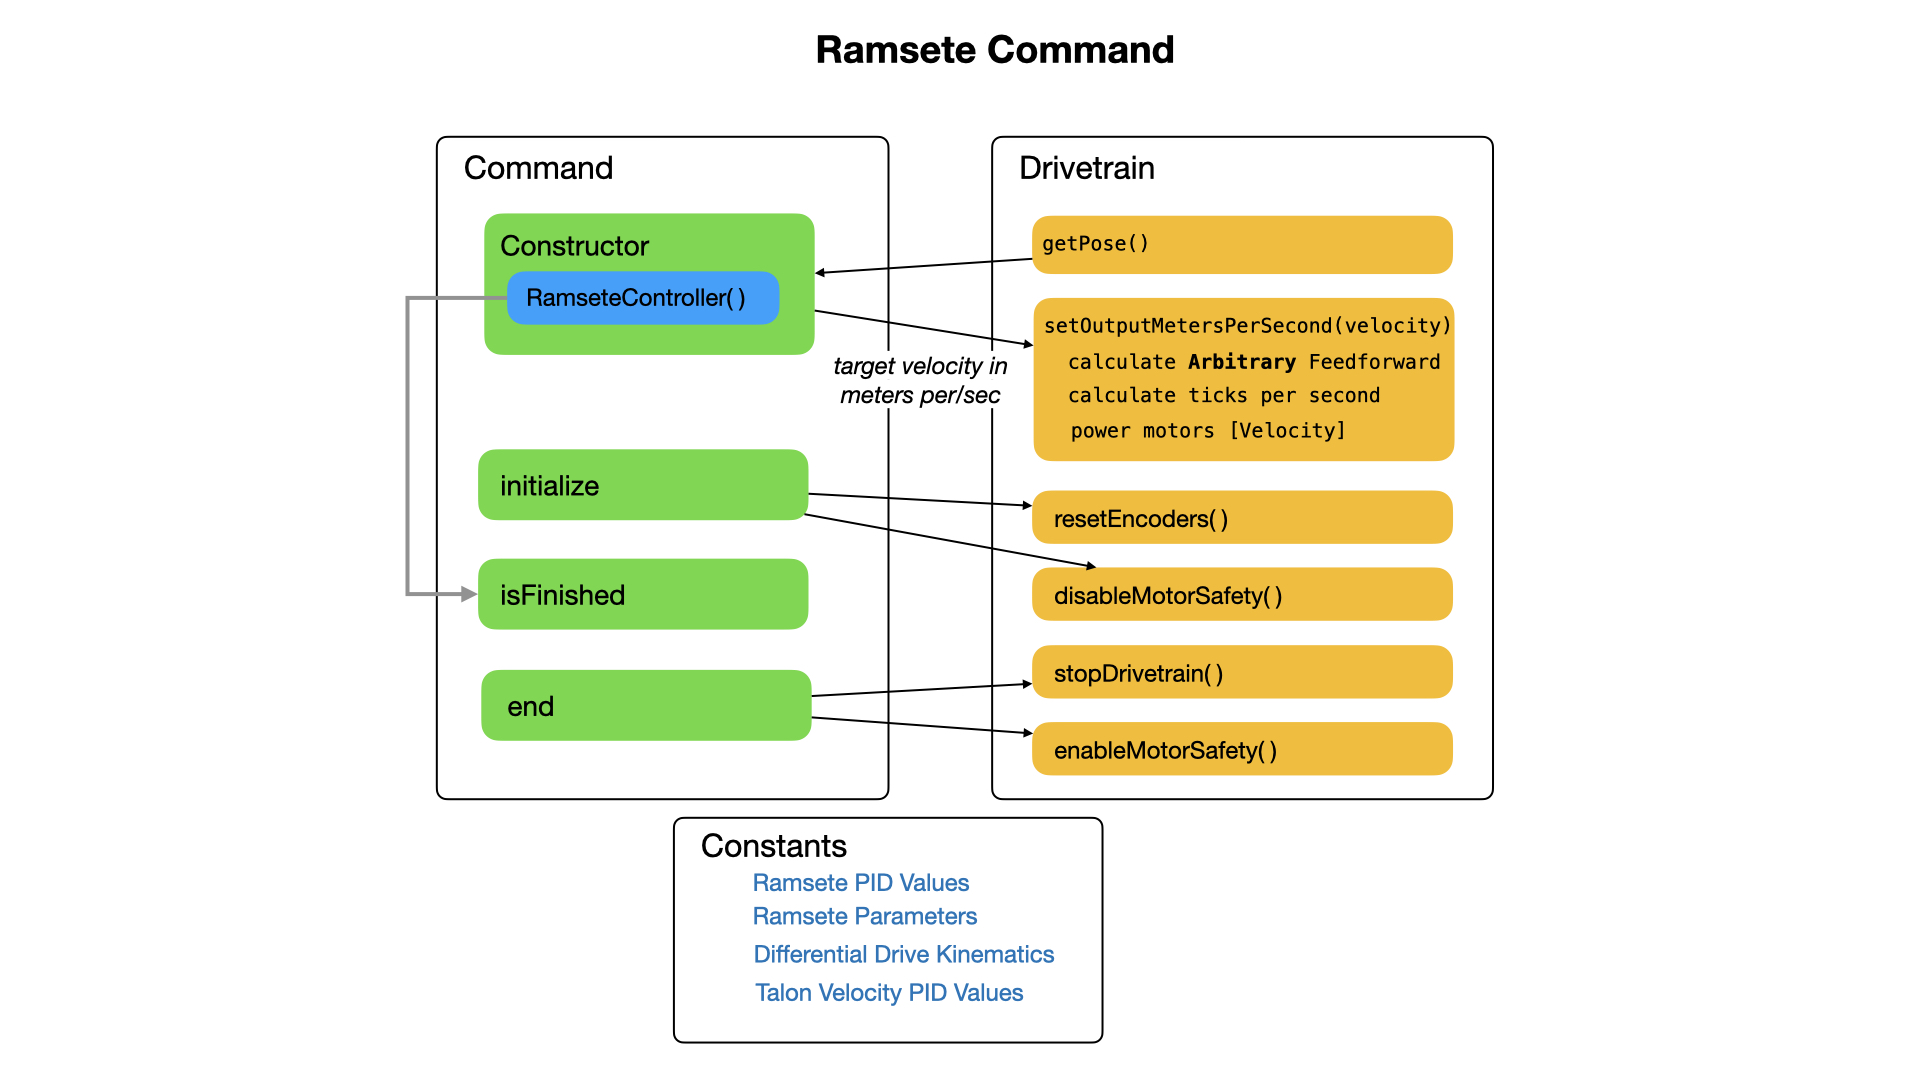 Ramsete Command
Command
Constructor
RamseteController()
target velocity in
meters per/sec
initialize
isFinished
end
Drivetrain
getPose()
setOutputMetersPerSecond(velocity)
calculate Arbitrary Feedforward
calculate ticks per second
power motors [Velocity]
resetEncoders()
disableMotorSafety()
stopDrivetrain()
enableMotorSafety()
Constants
Ramsete PID Values
Ramsete Parameters
Differential Drive Kinematics
Talon Velocity PID Values